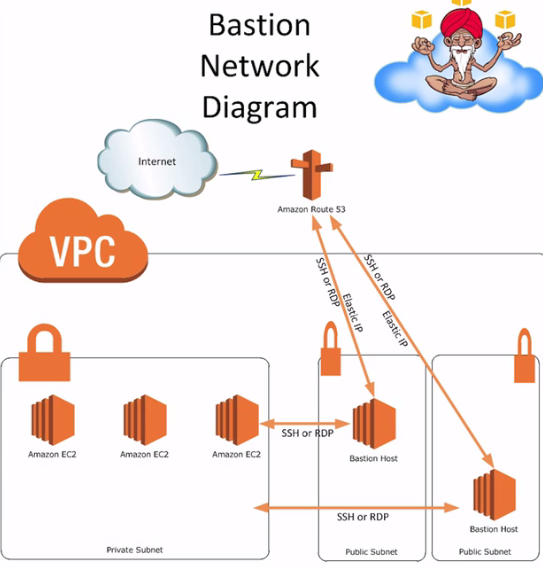 Bastion
Network
Diagram
Internet
Amazon Route 53
VPC
SSH or RDP
Elastic IP
SSH or RDP
Elastic IP
Amazon EC2
Amazon EC2
Amazon EC2
SSH or RDP
Bastion Host
SSH or RDP
Bastion Host
Private Subnet
Public Subnet
Public Subnet